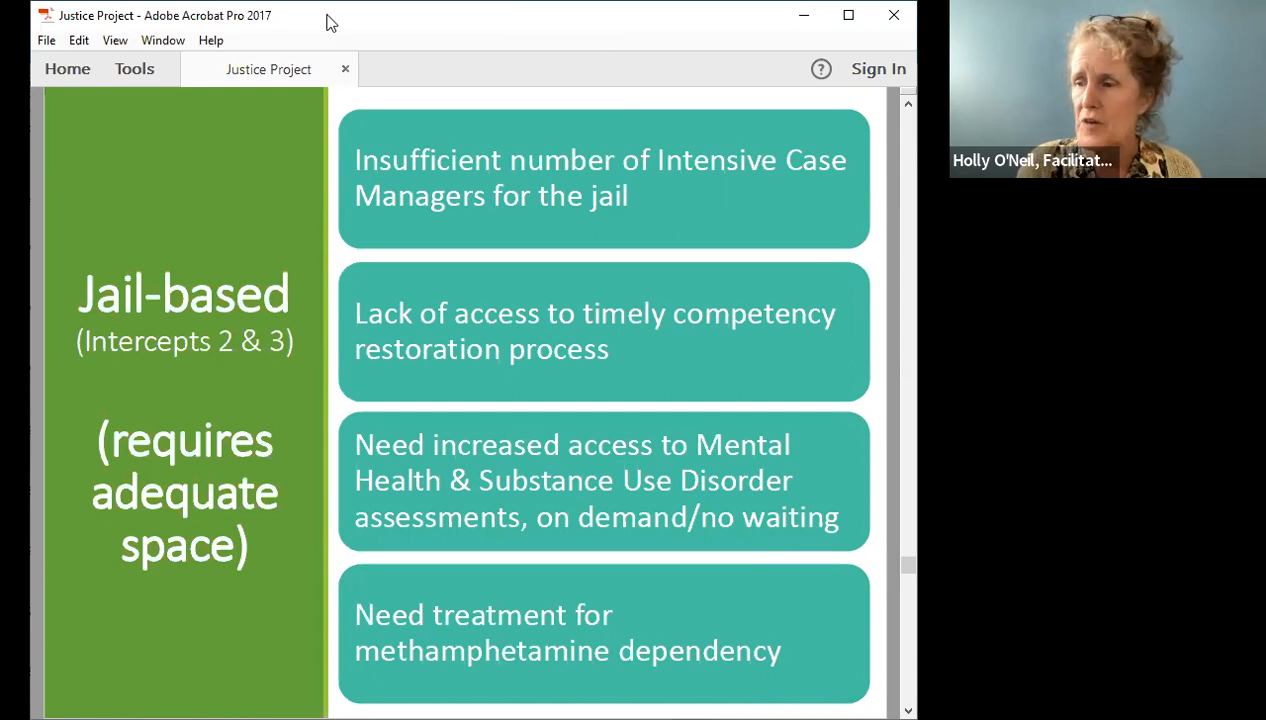 Justice Project - Adobe Acrobat Pro 2017
File Edit View Window Help
Home Tools Justice Project × ? Sign In
Jail-based
(Intercepts 2 & 3)
(requires
adequate
space)
Insufficient number of Intensive Case
Managers for the jail
Lack of access to timely competency
restoration process
Need increased access to Mental
Health & Substance Use Disorder
assessments, on demand/no waiting
Need treatment for
methamphetamine dependency
Holly O'Neil, Facilitat...